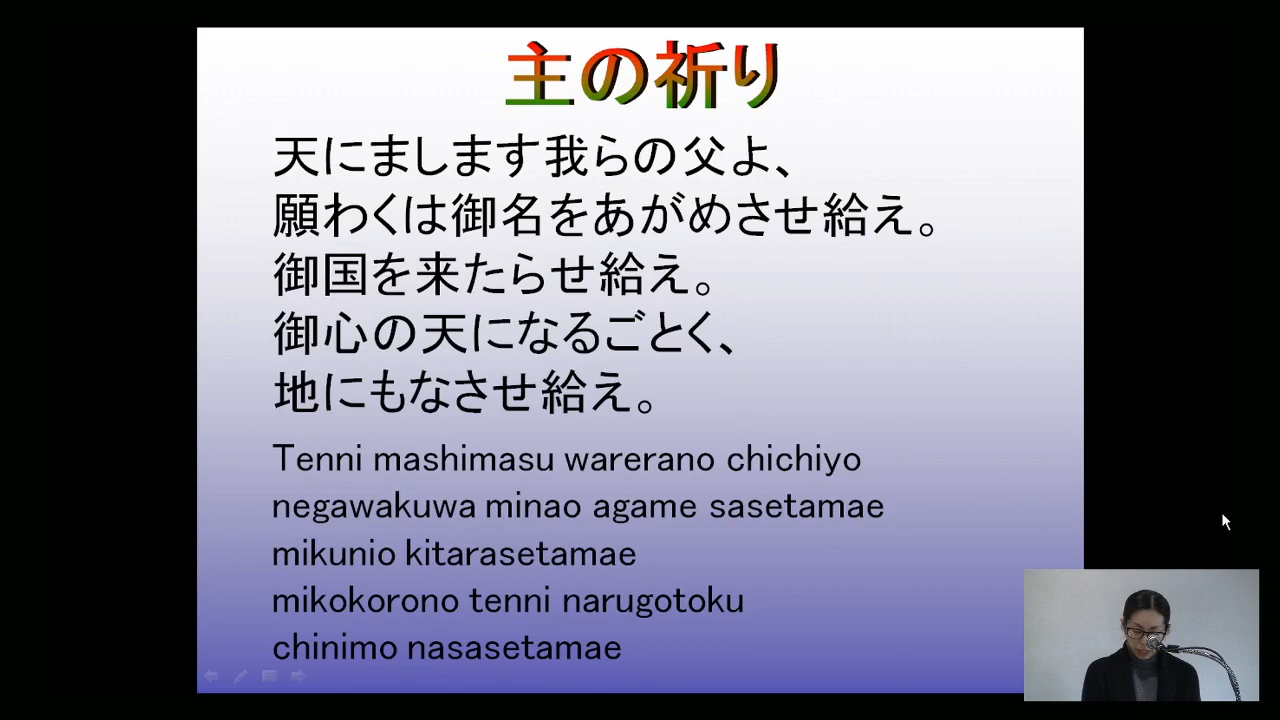 主の祈り
天にまします我らの父よ、
願わくは御名をあがめさせ給え。
御国を来たらせ給え。
御心の天になるごとく、
地にもなさせ給え。
Tenni mashimasu warerano chichiyo
negawakuwa minao agame sasetamae
mikunio kitarasetamae
mikokorono tenni narugotoku
chinimo nasasetamae